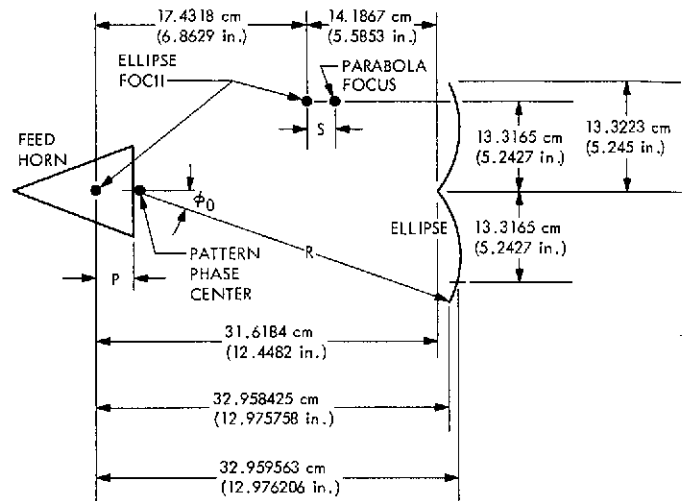 17.4318 cm
(6.8629 in.)
14.1867 cm
(5.5853 in.)
ELLIPSE
FOCII
PARABOLA
FOCUS
FEED
HORN
S
13.3165 cm
(5.2427 in.)
13.3223 cm
(5.245 in.)
ϕ0
ELLIPSE
PATTERN
PHASE
CENTER
R
P
13.3165 cm
(5.2427 in.)
31.6184 cm
(12.4482 in.)
32.958425 cm
(12.975758 in.)
32.959563 cm
(12.976206 in.)